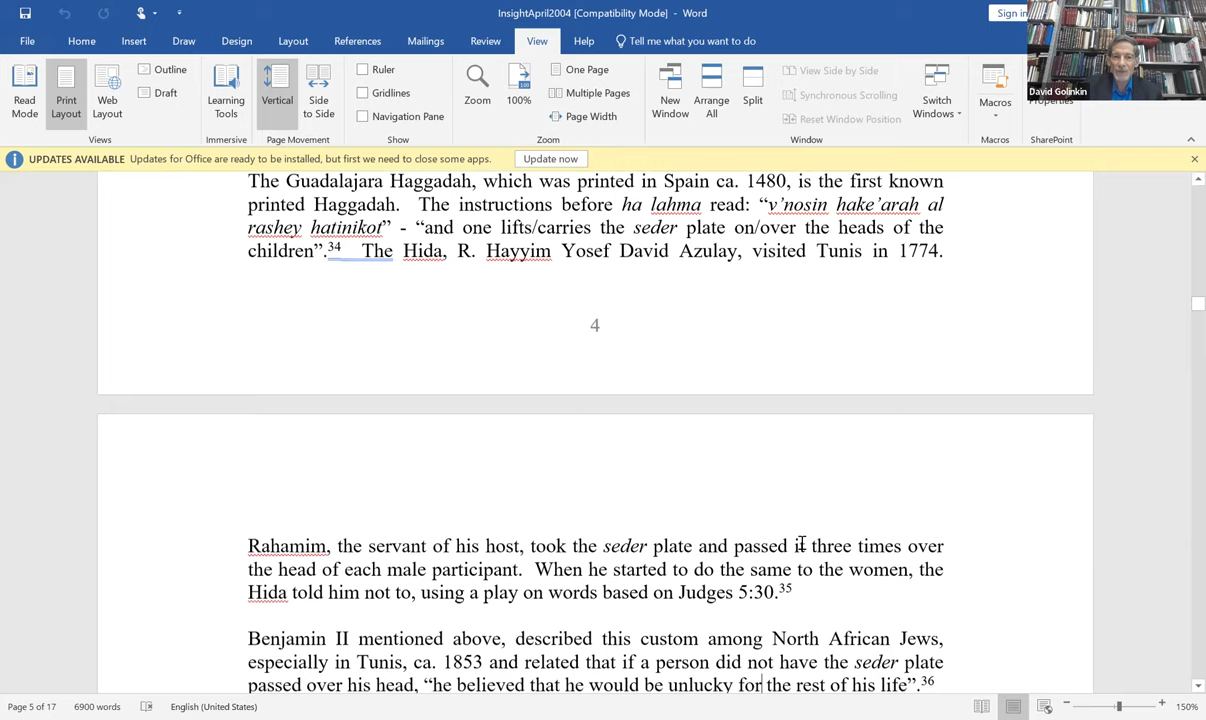 InsightApril2004 [Compatibility Mode] - Word
Sign in
File Home Insert Draw Design Layout References Mailings Review View Help Tell me what you want to do
Read Mode
Print Layout
Web Layout
Outline
Draft
Views
Learning Tools
Immersive
Vertical
Side to Side
Page Movement
Ruler
Gridlines
Navigation Pane
Show
Zoom
100%
One Page
Multiple Pages
Page Width
Zoom
New Window
Arrange All
Split
View Side by Side
Synchronous Scrolling
Reset Window Position
Window
Switch Windows
Macros
Macros
Properties
SharePoint
David Golinkin
UPDATES AVAILABLE Updates for Office are ready to be installed, but first we need to close some apps. Update now
The Guadalajara Haggadah, which was printed in Spain ca. 1480, is the first known
printed Haggadah. The instructions before ha lahma read: “v’nosin hake’arah al
rashey hatinikot” - “and one lifts/carries the seder plate on/over the heads of the
children”.34 The Hida, R. Hayyim Yosef David Azulay, visited Tunis in 1774.
4
Rahamim, the servant of his host, took the seder plate and passed it three times over
the head of each male participant. When he started to do the same to the women, the
Hida told him not to, using a play on words based on Judges 5:30.35
Benjamin II mentioned above, described this custom among North African Jews,
especially in Tunis, ca. 1853 and related that if a person did not have the seder plate
passed over his head, “he believed that he would be unlucky for the rest of his life”.36
Page 5 of 17 6900 words English (United States) 150%